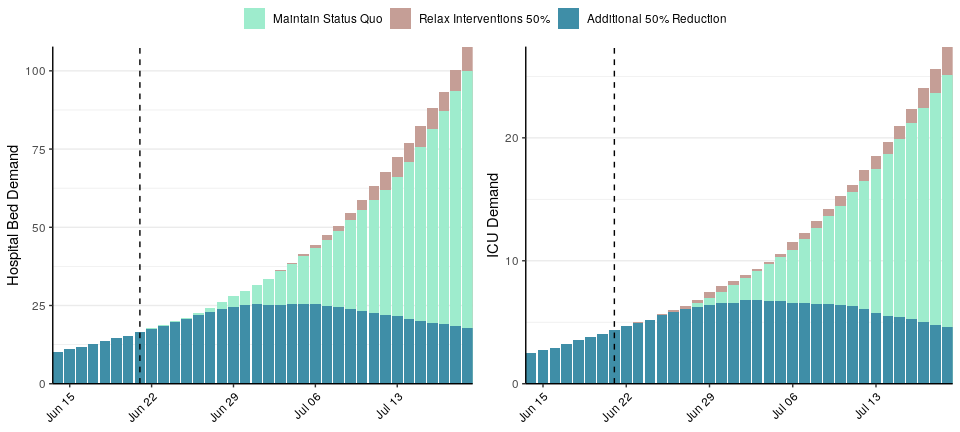 Maintain Status Quo Relax Interventions 50% Additional 50% Reduction
Hospital Bed Demand
100
75
50
25
0
Jun 15 Jun 22 Jun 29 Jul 06 Jul 13
ICU Demand
20
10
0
Jun 15 Jun 22 Jun 29 Jul 06 Jul 13